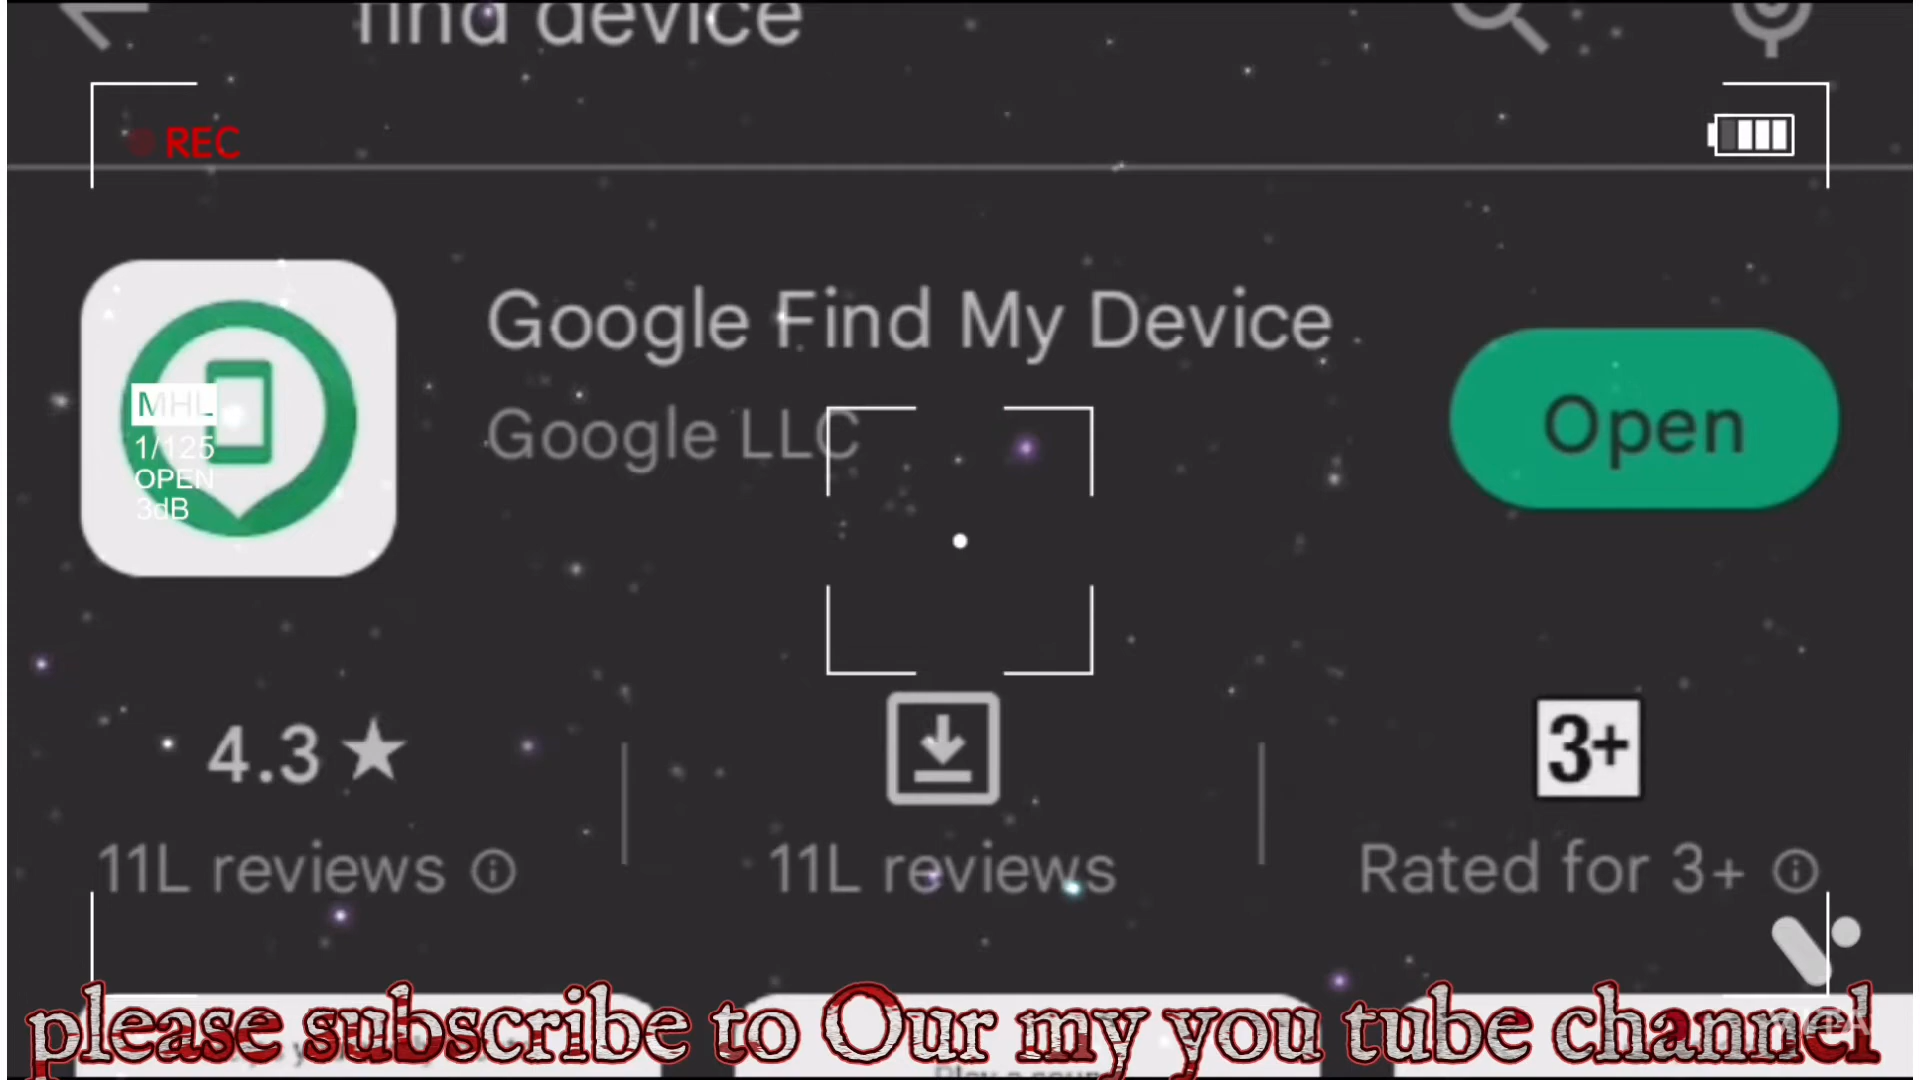 find device
REC
Google Find My Device
Google LLC
Open
MHL
1/125
OPEN
3dB
4.3★
3+
11L reviews
11L reviews
Rated for 3+
please subscribe to Our my you tube channel